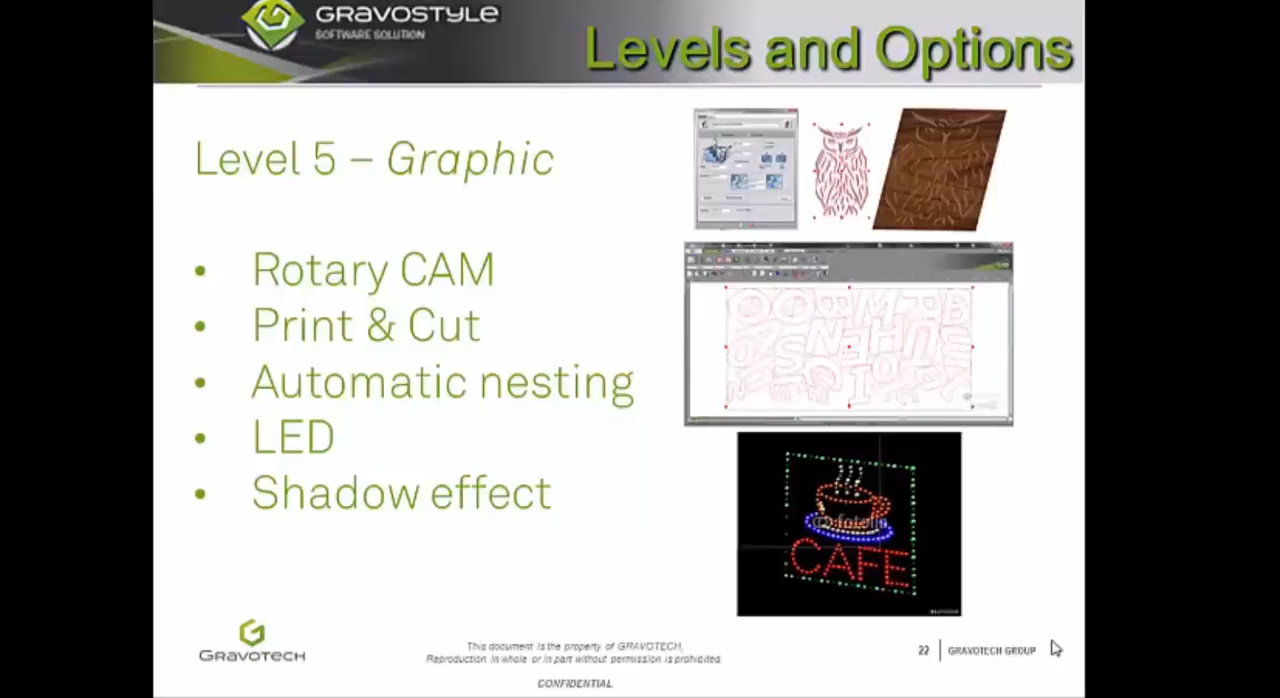 GRAVOSTYLE
SOFTWARE SOLUTION
Levels and Options
Level 5 – Graphic
• Rotary CAM
• Print & Cut
• Automatic nesting
• LED
• Shadow effect
CAFE
GRAVOTECH
This document is the property of GRAVOTECH,
Reproduction in whole or in part without permission is prohibited
CONFIDENTIAL
22 | GRAVOTECH GROUP